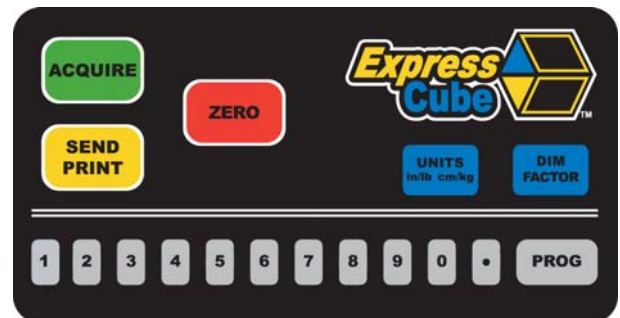 ACQUIRE
SEND
PRINT
ZERO
Express
Cube
TM
UNITS
in/lb cm/kg
DIM
FACTOR
1 2 3 4 5 6 7 8 9 0 • PROG